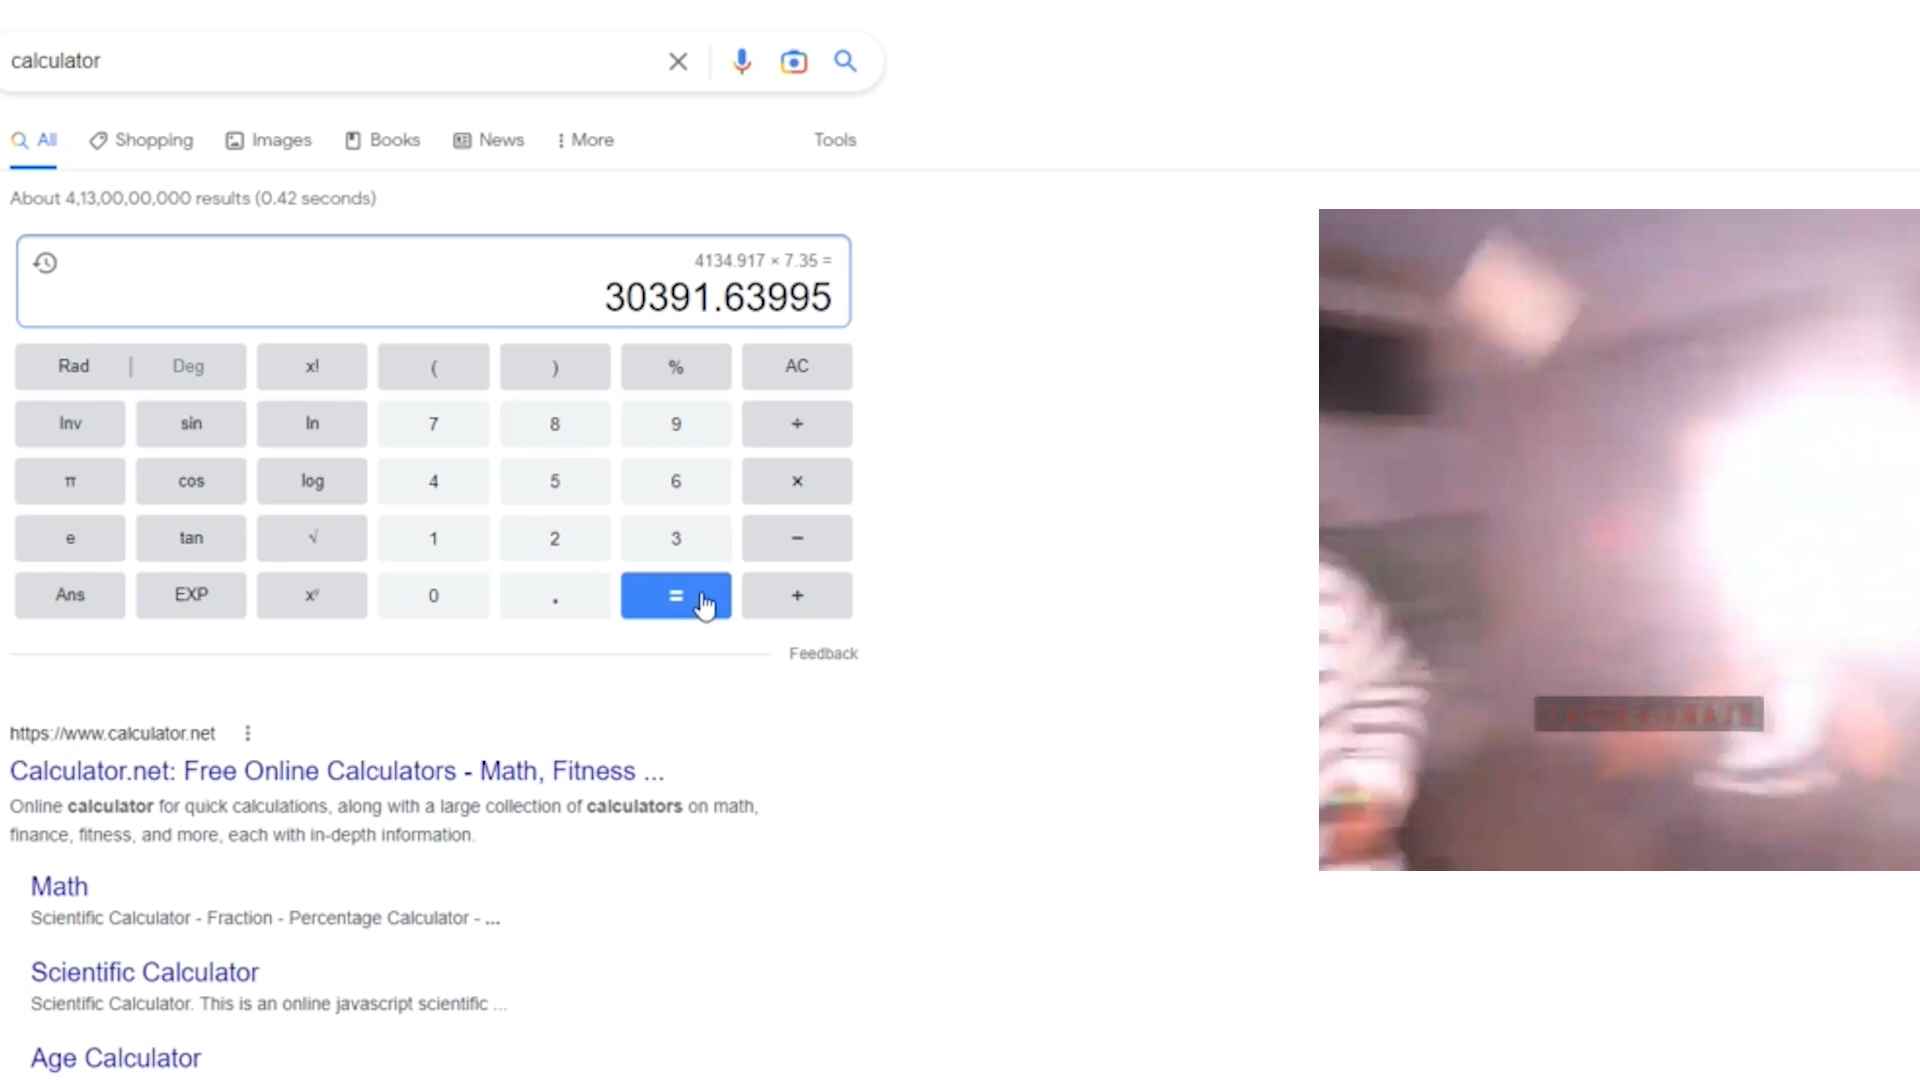 calculator
All Shopping Images Books News More Tools
About 4,13,00,00,000 results (0.42 seconds)
4134.917 × 7.35 =
30391.63995
Rad | Deg x! ( ) % AC
Inv sin ln 7 8 9 ÷
π cos log 4 5 6 ×
e tan √ 1 2 3 −
Ans EXP xʸ 0 . = +
Feedback
https://www.calculator.net
Calculator.net: Free Online Calculators - Math, Fitness ...
Online calculator for quick calculations, along with a large collection of calculators on math,
finance, fitness, and more, each with in-depth information.
Math
Scientific Calculator - Fraction - Percentage Calculator - ...
Scientific Calculator
Scientific Calculator. This is an online javascript scientific ...
Age Calculator